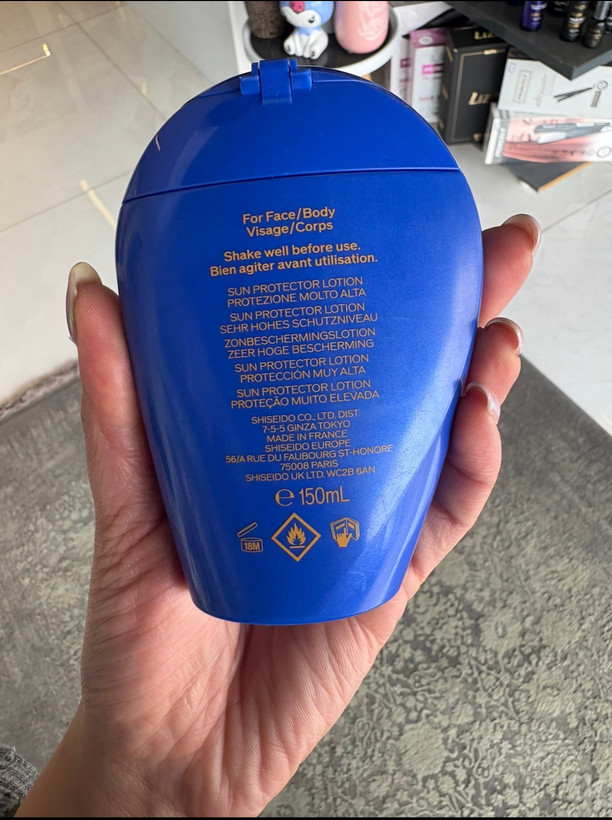 For Face/Body
Visage/Corps
Shake well before use.
Bien agiter avant utilisation.
SUN PROTECTOR LOTION
PROTEZIONE MOLTO ALTA
SUN PROTECTOR LOTION
SEHR HOHES SCHUTZNIVEAU
ZONBESCHERMINGSLOTION
ZEER HOGE BESCHERMING
SUN PROTECTOR LOTION
PROTECCIÓN MUY ALTA
SUN PROTECTOR LOTION
PROTEÇÃO MUITO ELEVADA
SHISEIDO CO., LTD. DIST.
7-5-5 GINZA TOKYO
MADE IN FRANCE
SHISEIDO EUROPE
56/A RUE DU FAUBOURG ST-HONORE
75008 PARIS
SHISEIDO UK LTD. WC2B 6AN
℮ 150mL
18M